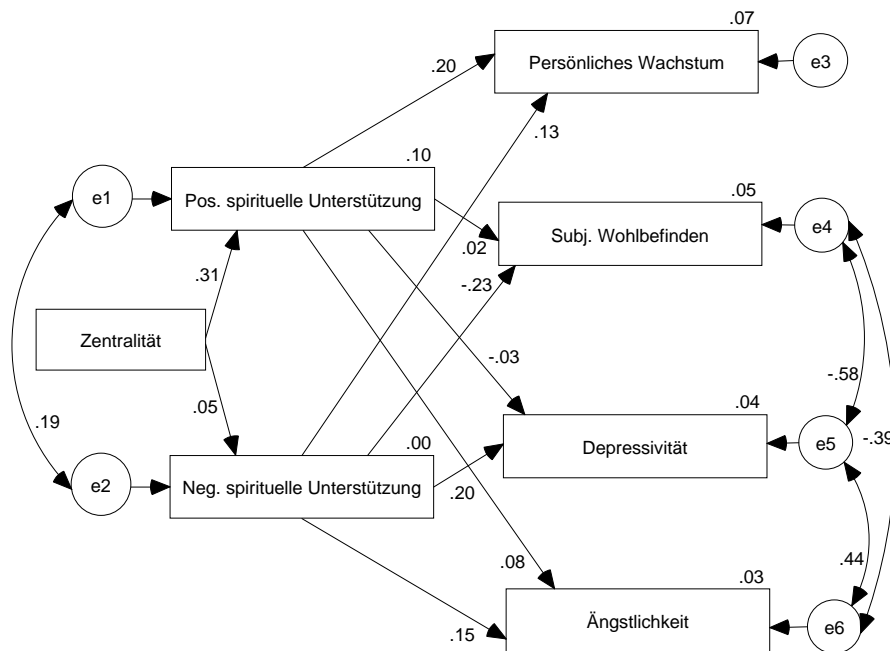 .07
Persönliches Wachstum
e3
.20
.13
.10
e1
Pos. spirituelle Unterstützung
.05
Subj. Wohlbefinden
e4
.02
.31
-.23
Zentralität
-.03
-.58
.05
.04
.19
.00
Depressivität
e5
-.39
e2
Neg. spirituelle Unterstützung
.20
.08
.44
.03
.15
Ängstlichkeit
e6